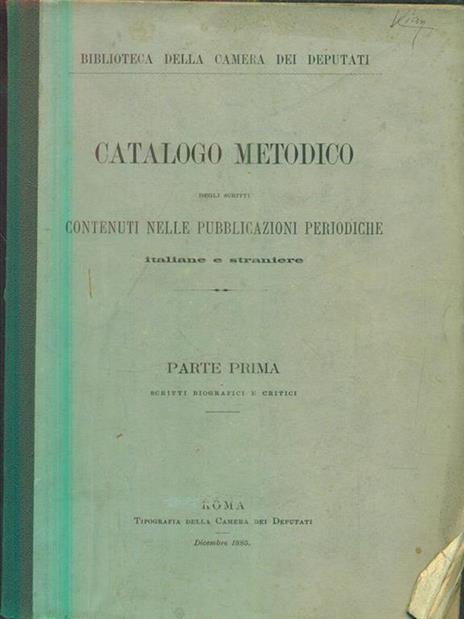 BIBLIOTECA DELLA CAMERA DEI DEPUTATI
CATALOGO METODICO
DEGLI SCRITTI
CONTENUTI NELLE PUBBLICAZIONI PERIODICHE
italiane e straniere
PARTE PRIMA
SCRITTI BIOGRAFICI E CRITICI
ROMA
TIPOGRAFIA DELLA CAMERA DEI DEPUTATI
Dicembre 1885.